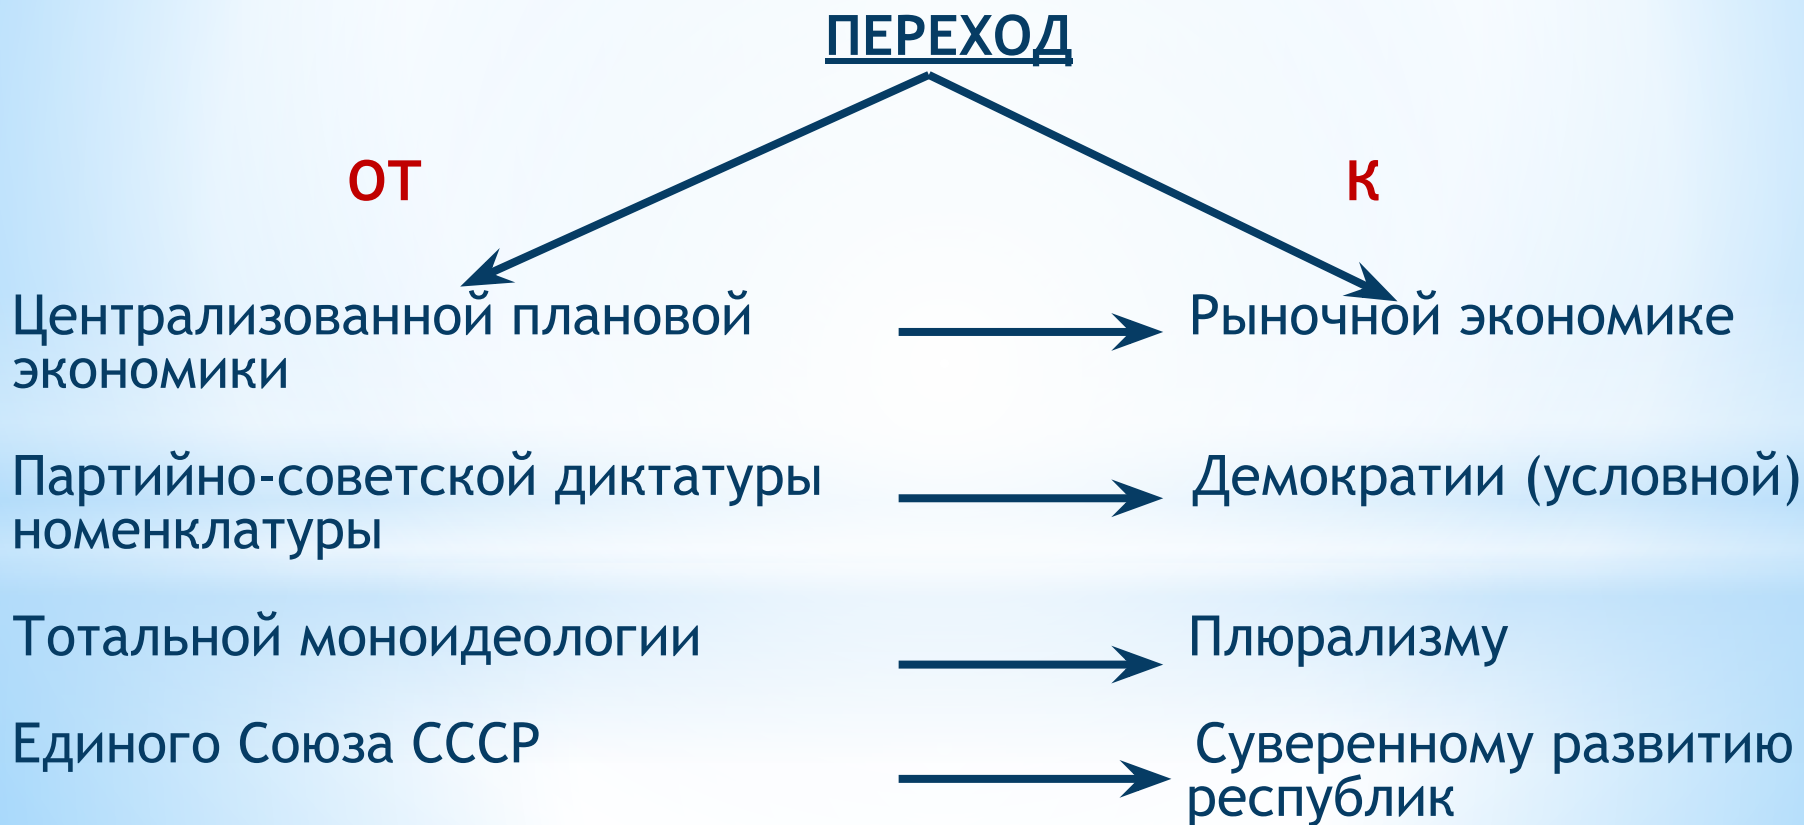 ПЕРЕХОД
ОТ
К
Централизованной плановой
экономики
Рыночной экономике
Партийно-советской диктатуры
номенклатуры
Демократии (условной)
Тотальной моноидеологии
Плюрализму
Единого Союза СССР
Суверенному развитию
республик